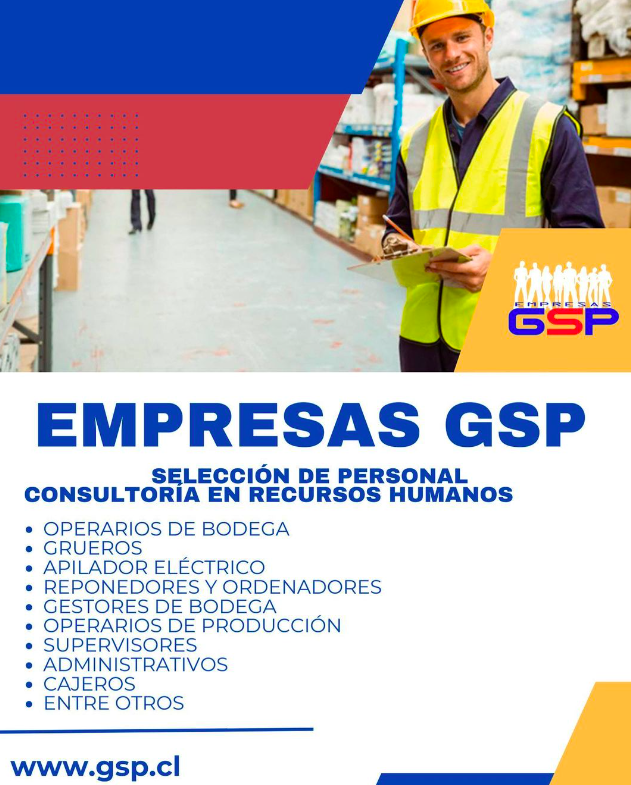 EMPRESAS
GSP
EMPRESAS GSP
SELECCIÓN DE PERSONAL
CONSULTORÍA EN RECURSOS HUMANOS
• OPERARIOS DE BODEGA
• GRUEROS
• APILADOR ELÉCTRICO
• REPONEDORES Y ORDENADORES
• GESTORES DE BODEGA
• OPERARIOS DE PRODUCCIÓN
• SUPERVISORES
• ADMINISTRATIVOS
• CAJEROS
• ENTRE OTROS
www.gsp.cl